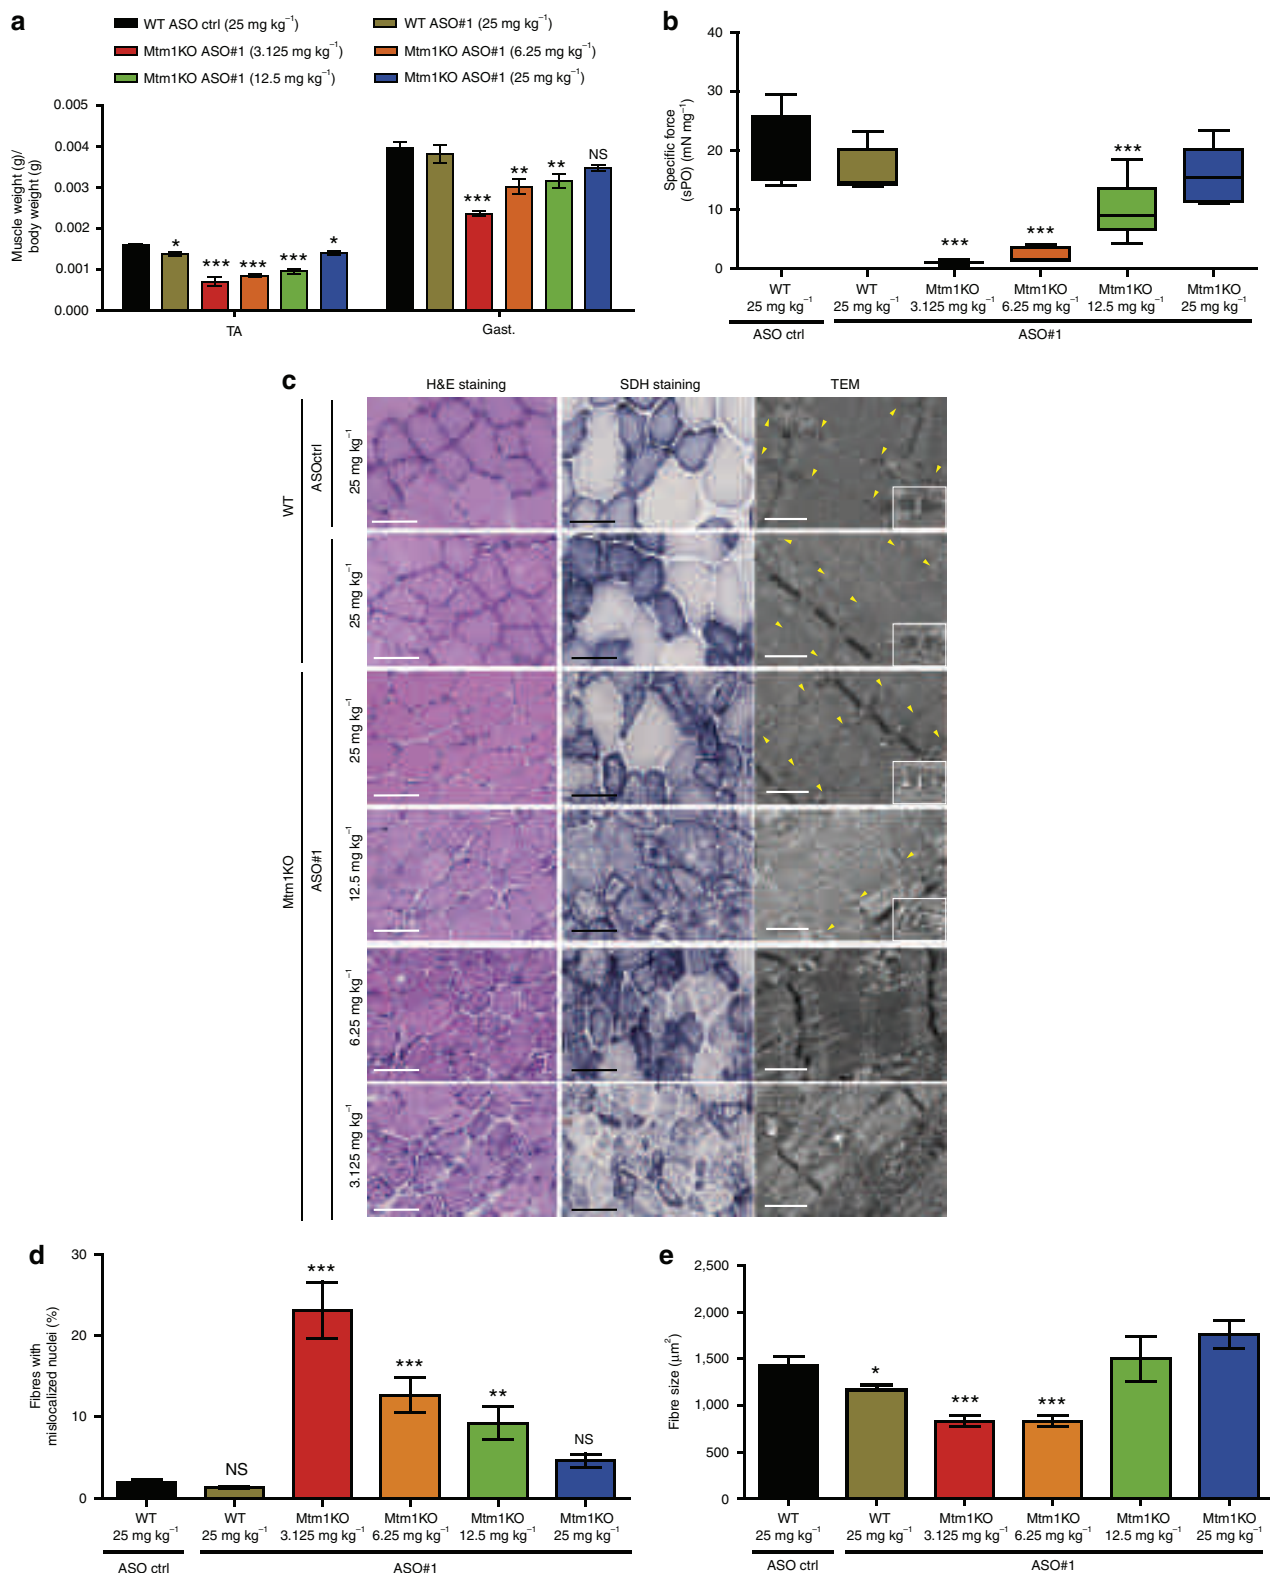 a
WT ASO ctrl (25 mg kg⁻¹)
WT ASO#1 (25 mg kg⁻¹)
Mtm1KO ASO#1 (3.125 mg kg⁻¹)
Mtm1KO ASO#1 (6.25 mg kg⁻¹)
Mtm1KO ASO#1 (12.5 mg kg⁻¹)
Mtm1KO ASO#1 (25 mg kg⁻¹)
Muscle weight (g)/
body weight (g)
0.005
0.004
0.003
0.002
0.001
0.000
* *** *** *** *
*** ** ** NS
TA
Gast.
b
Specific force
(sPO) (mN mg⁻¹)
40
30
20
10
0
*** *** ***
WT WT Mtm1KO Mtm1KO Mtm1KO Mtm1KO
25 mg kg⁻¹ 25 mg kg⁻¹ 3.125 mg kg⁻¹ 6.25 mg kg⁻¹ 12.5 mg kg⁻¹ 25 mg kg⁻¹
ASO ctrl ASO#1
c
H&E staining SDH staining TEM
WT
ASOctrl
25 mg kg⁻¹
25 mg kg⁻¹
Mtm1KO
ASO#1
25 mg kg⁻¹
12.5 mg kg⁻¹
6.25 mg kg⁻¹
3.125 mg kg⁻¹
d
Fibres with
mislocalized nuclei (%)
30
20
10
0
NS *** *** ** NS
WT WT Mtm1KO Mtm1KO Mtm1KO Mtm1KO
25 mg kg⁻¹ 25 mg kg⁻¹ 3.125 mg kg⁻¹ 6.25 mg kg⁻¹ 12.5 mg kg⁻¹ 25 mg kg⁻¹
ASO ctrl ASO#1
e
Fibre size (µm²)
2,500
2,000
1,500
1,000
500
0
* *** ***
WT WT Mtm1KO Mtm1KO Mtm1KO Mtm1KO
25 mg kg⁻¹ 25 mg kg⁻¹ 3.125 mg kg⁻¹ 6.25 mg kg⁻¹ 12.5 mg kg⁻¹ 25 mg kg⁻¹
ASO ctrl ASO#1